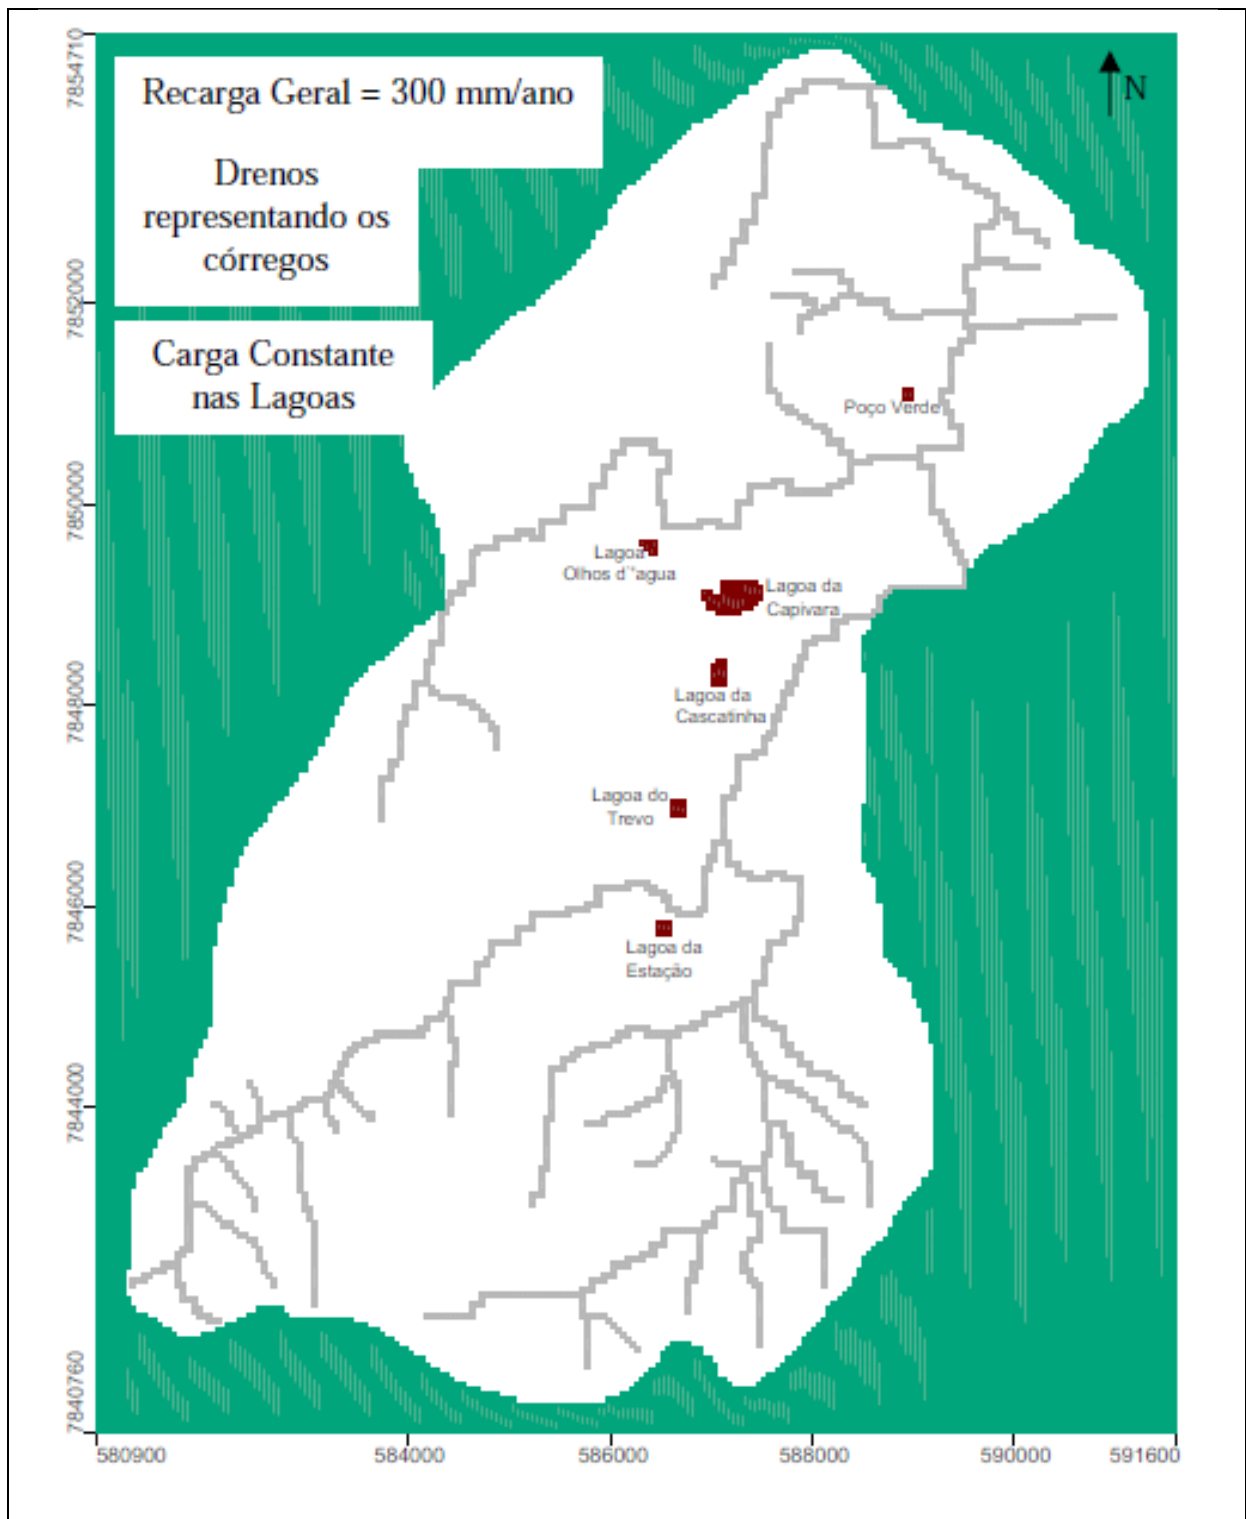 Recarga Geral = 300 mm/ano
Drenos
representando os
córregos
Carga Constante
nas Lagoas
N
Poço Verde
Lagoa
Olhos d´'agua
Lagoa da
Capivara
Lagoa da
Cascatinha
Lagoa do
Trevo
Lagoa da
Estação
7854710
7852000
7850000
7848000
7846000
7844000
7840760
580900
584000
586000
588000
590000
591600